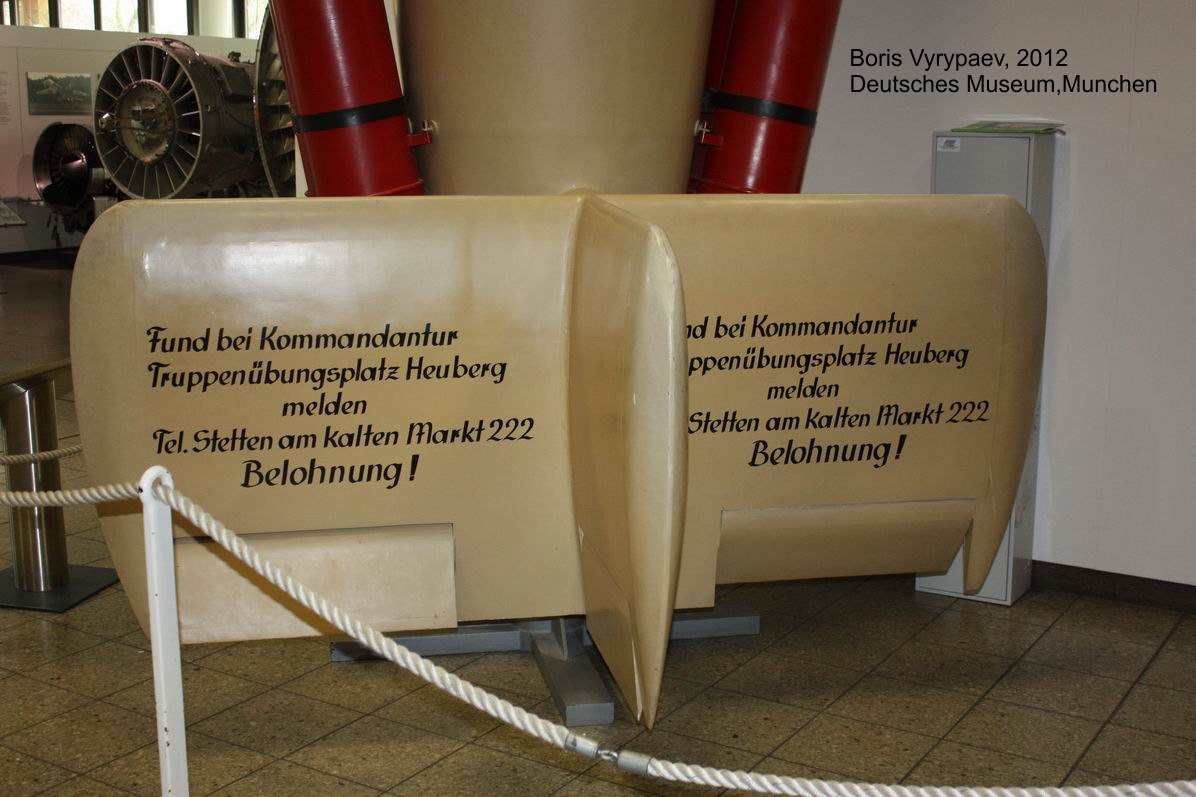 Boris Vyrypaev, 2012
Deutsches Museum,Munchen
Fund bei Kommandantur
Truppenübungsplatz Heuberg
melden
Tel. Stetten am kalten Markt 222
Belohnung!
nd bei Kommandantur
ppenübungsplatz Heuberg
melden
Stetten am kalten Markt 222
Belohnung!